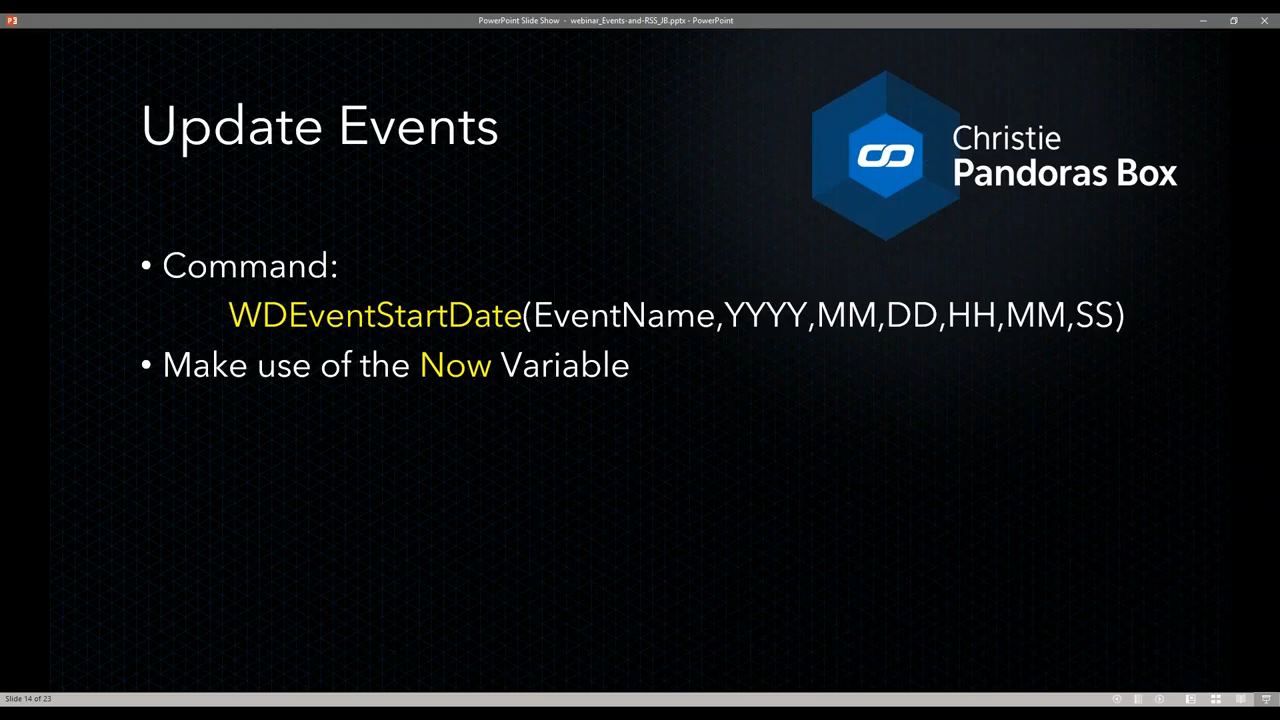 PowerPoint Slide Show - webinar_Events-and-RSS_JB.pptx - PowerPoint
Update Events
Christie
Pandoras Box
• Command:
WDEventStartDate(EventName,YYYY,MM,DD,HH,MM,SS)
• Make use of the Now Variable
Slide 14 of 23